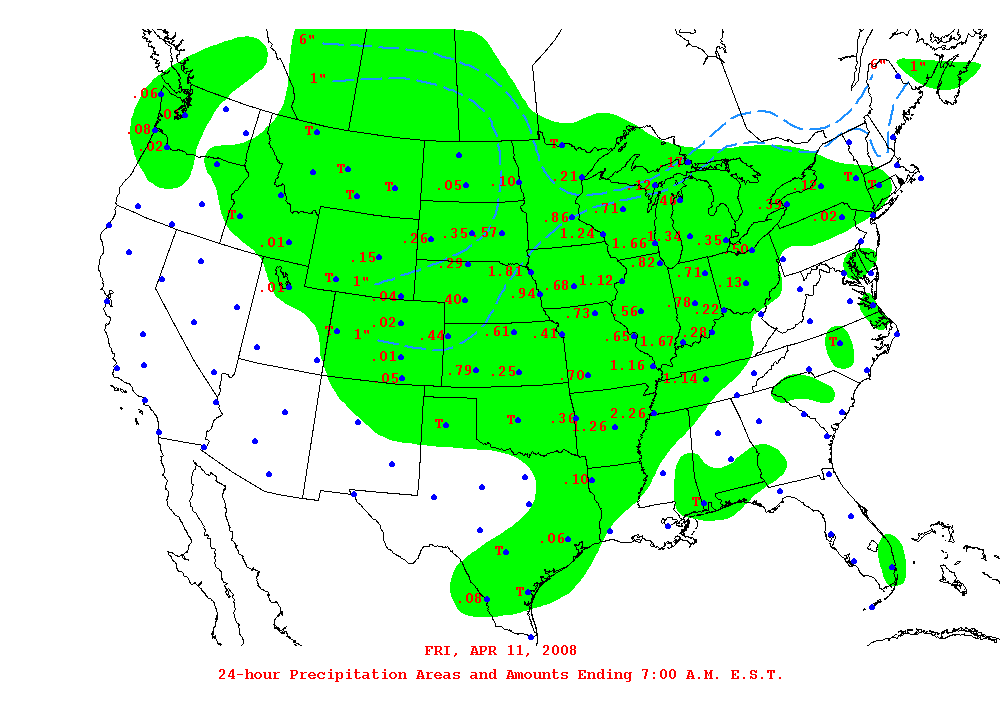 6"
6" 1"
1"
.06
.08
T
T
.02
.17
T
.21
T
.05 .10
.12
.17 T T
T
.46
.39
T
.86 .71
.02
.26 .35 .57 1.24
1.66 1.34 .35
.01
.50
.15
.29
.82
1.81
.71
T 1"
.68 1.12
.13
.01
.04 .40
.94
.78
.22
.73 .56
.02
T 1" .44 .61 .41
.65 1.67 .28
T
.01
.79 .25
1.16
.05
.70
1.14
T T .36
2.26
1.26
.10
T
.06
T
.08 T
FRI, APR 11, 2008
24-hour Precipitation Areas and Amounts Ending 7:00 A.M. E.S.T.